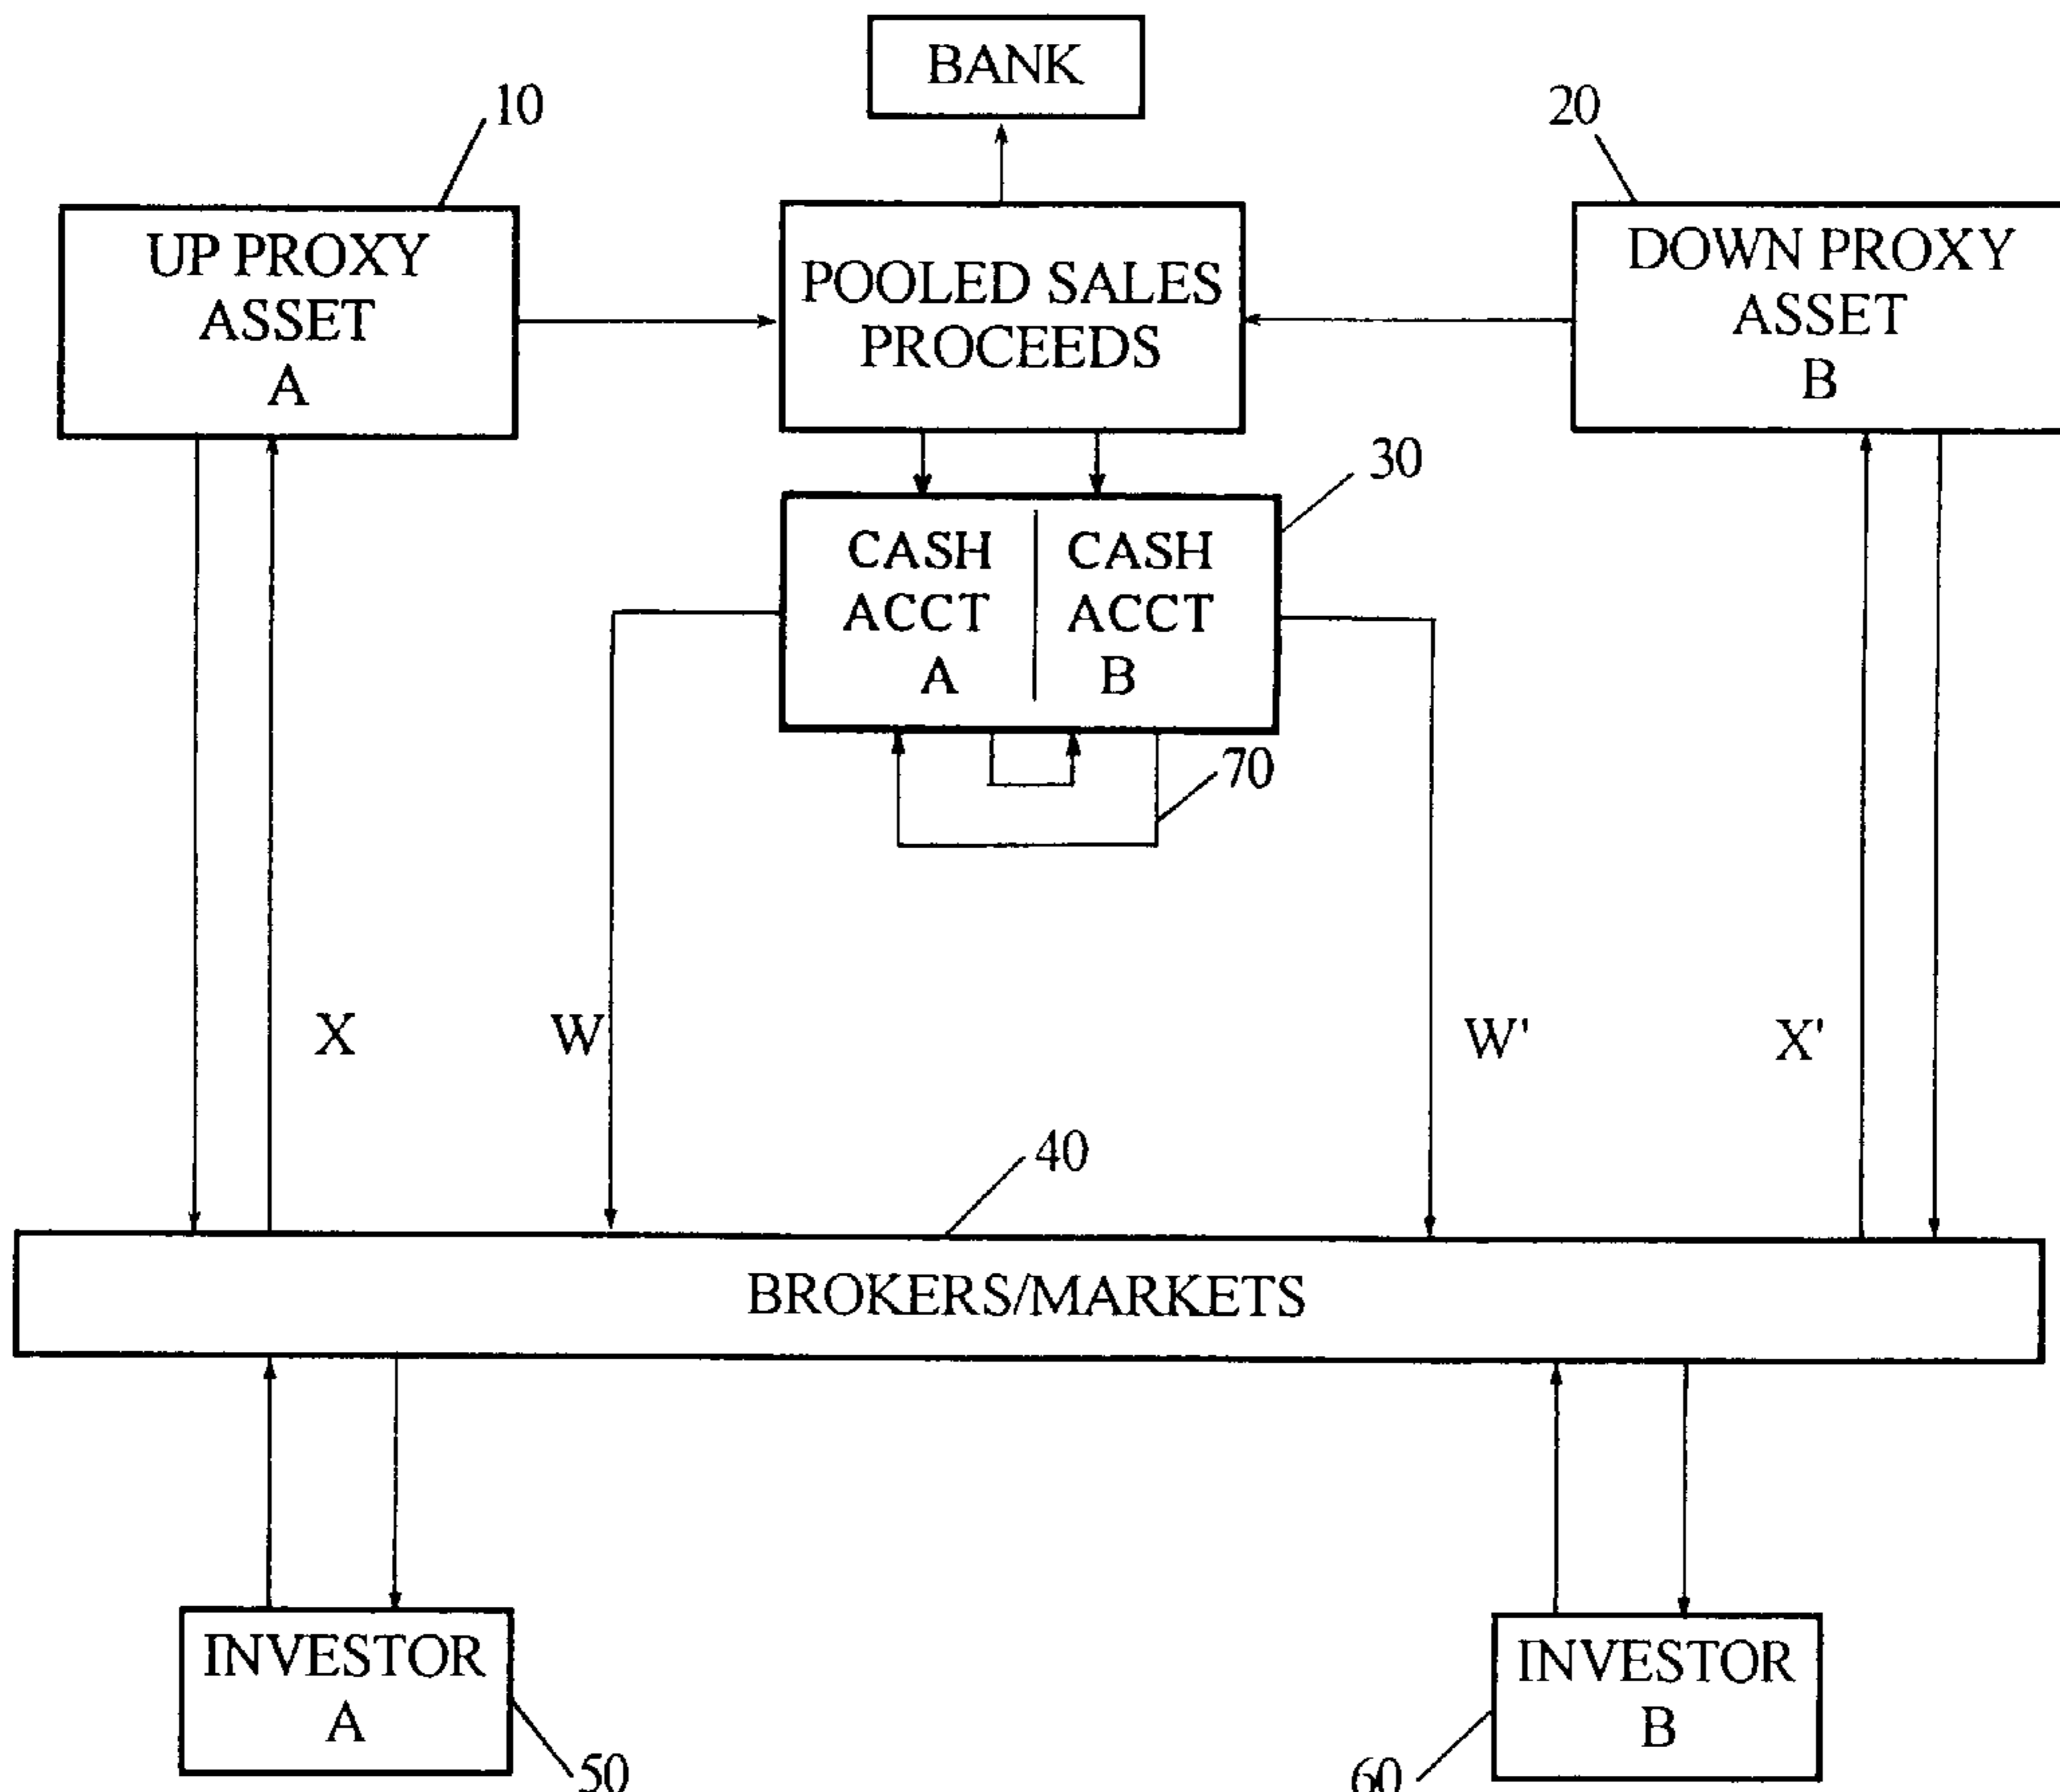 BANK
10
20
UP PROXY
ASSET
A
POOLED SALES
PROCEEDS
DOWN PROXY
ASSET
B
30
CASH
ACCT
A
CASH
ACCT
B
70
X
W
W'
X'
40
BROKERS/MARKETS
INVESTOR
A
50
INVESTOR
B
60